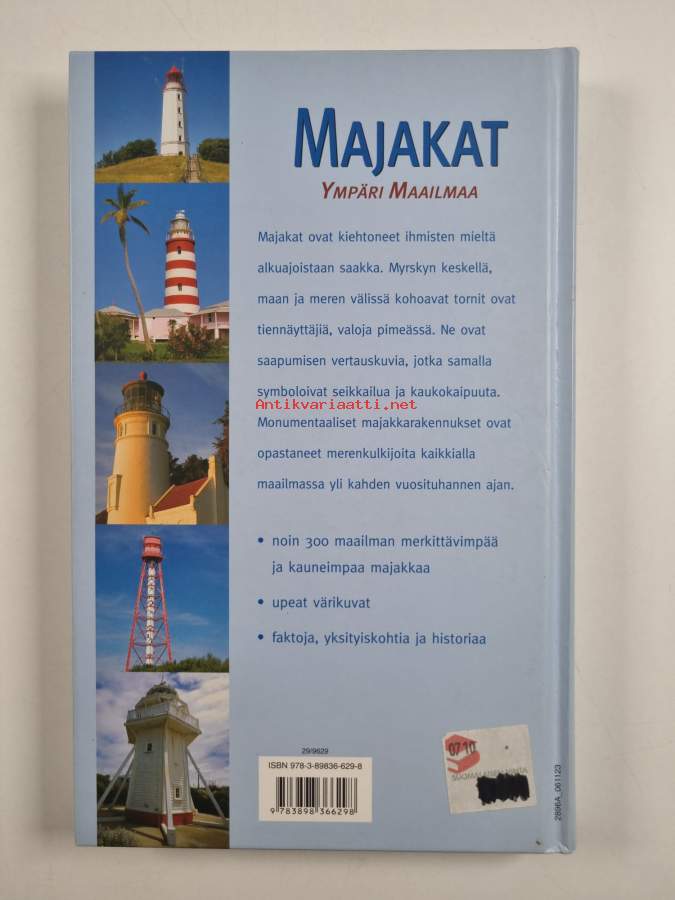 MAJAKAT
YMPÄRI MAAILMAA
Majakat ovat kiehtoneet ihmisten mieltä
alkuajoistaan saakka. Myrskyn keskellä,
maan ja meren välissä kohoavat tornit ovat
tiennäyttäjiä, valoja pimeässä. Ne ovat
saapumisen vertauskuvia, jotka samalla
symboloivat seikkailua ja kaukokaipuuta.
Antikvariaatti.net
Monumentaaliset majakkarakennukset ovat
opastaneet merenkulkijoita kaikkialla
maailmassa yli kahden vuosituhannen ajan.
• noin 300 maailman merkittävimpää
ja kauneimpaa majakkaa
• upeat värikuvat
• faktoja, yksityiskohtia ja historiaa
29/9629
ISBN 978-3-89836-629-8
9 783898 366298
0710
2896A_061123